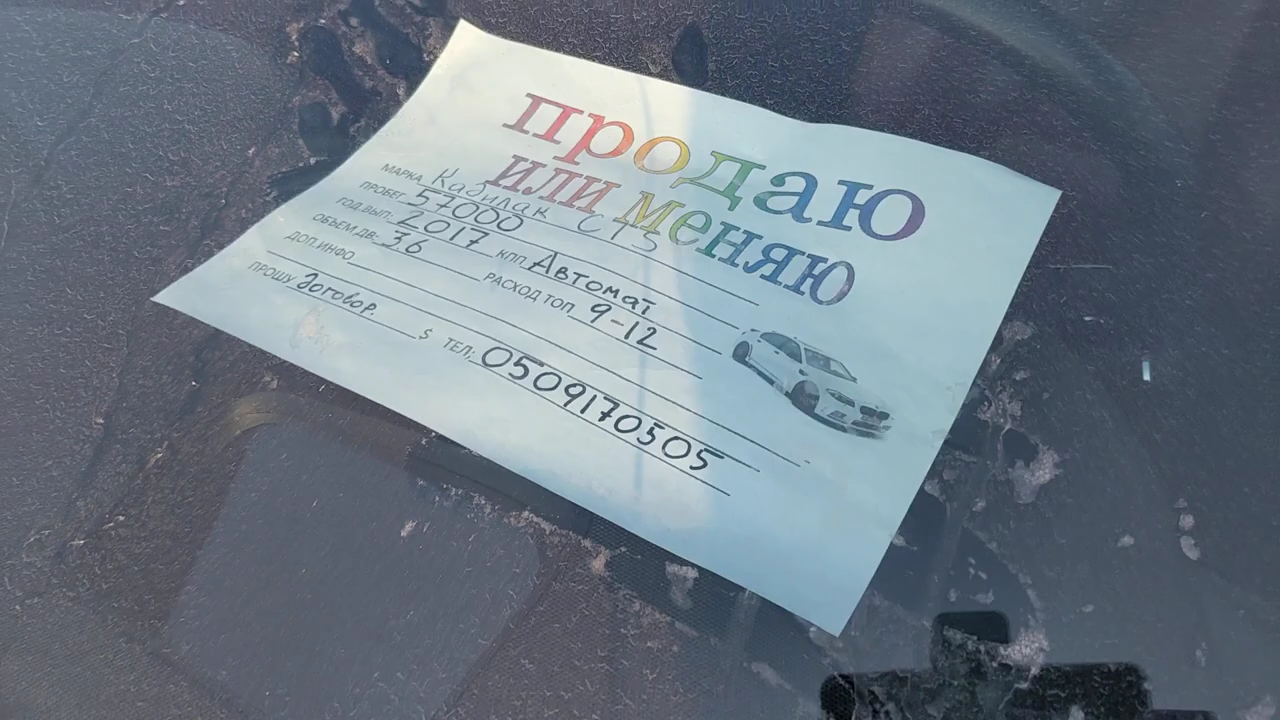 продаю
или меняю
МАРКА Кадилак CTS
ПРОБЕГ 57000
ГОД.ВЫП: 2017 КПП Автомат
ОБЪЕМ ДВ: 36 РАСХОД ТОП 9-12
ДОП.ИНФО
ПРОШУ договор. $ ТЕЛ; 0509170505